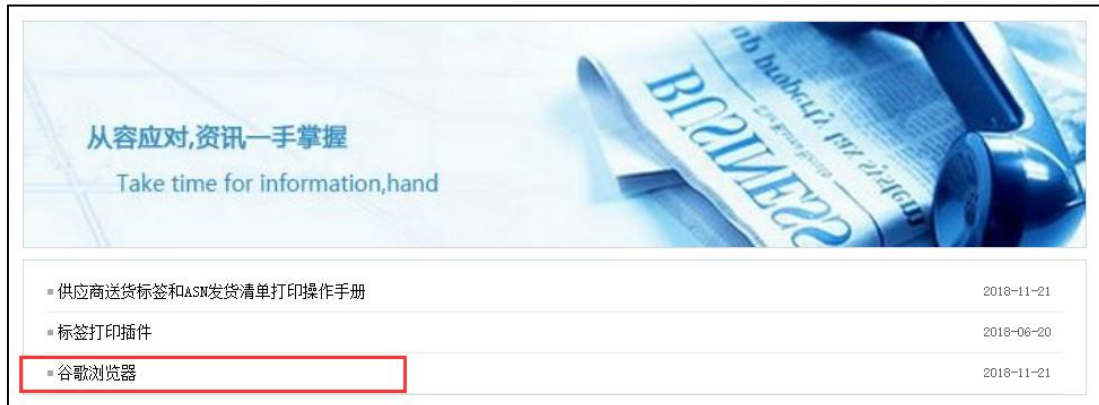 从容应对,资讯一手掌握
Take time for information,hand
BUSINESS
供应商送货标签和ASN发货清单打印操作手册 2018-11-21
标签打印插件 2018-06-20
谷歌浏览器 2018-11-21